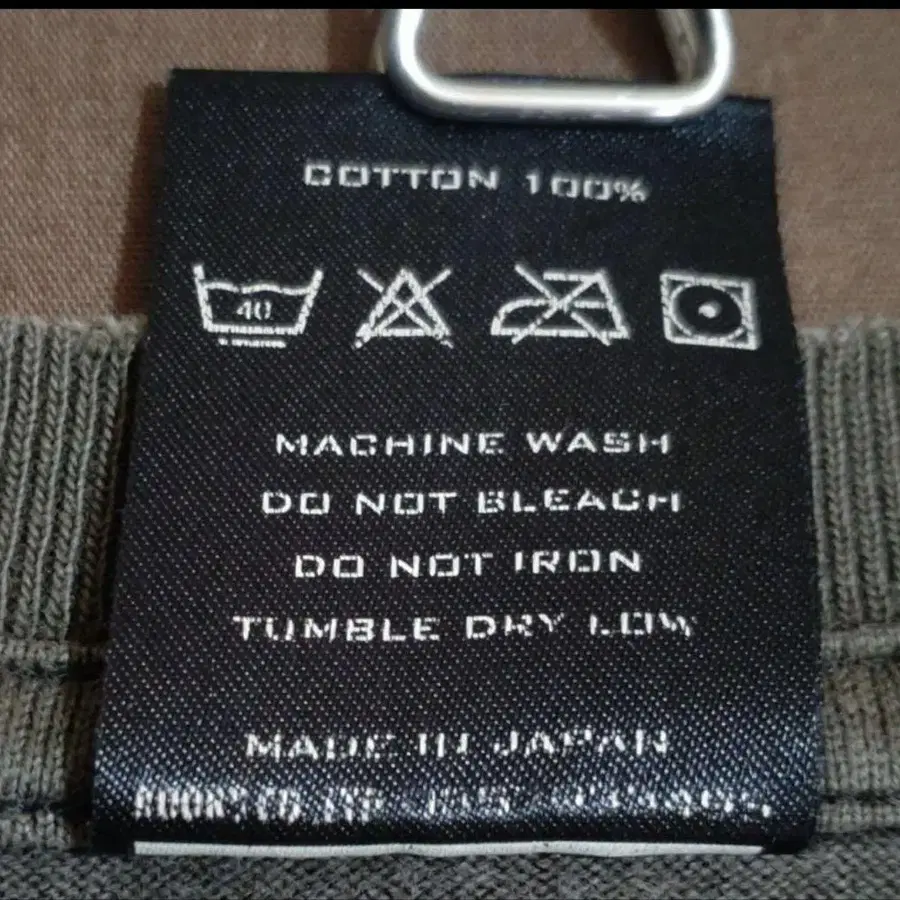 COTTON 100%
40
MACHINE WASH
DO NOT BLEACH
DO NOT IRON
TUMBLE DRY LOW
MADE IN JAPAN